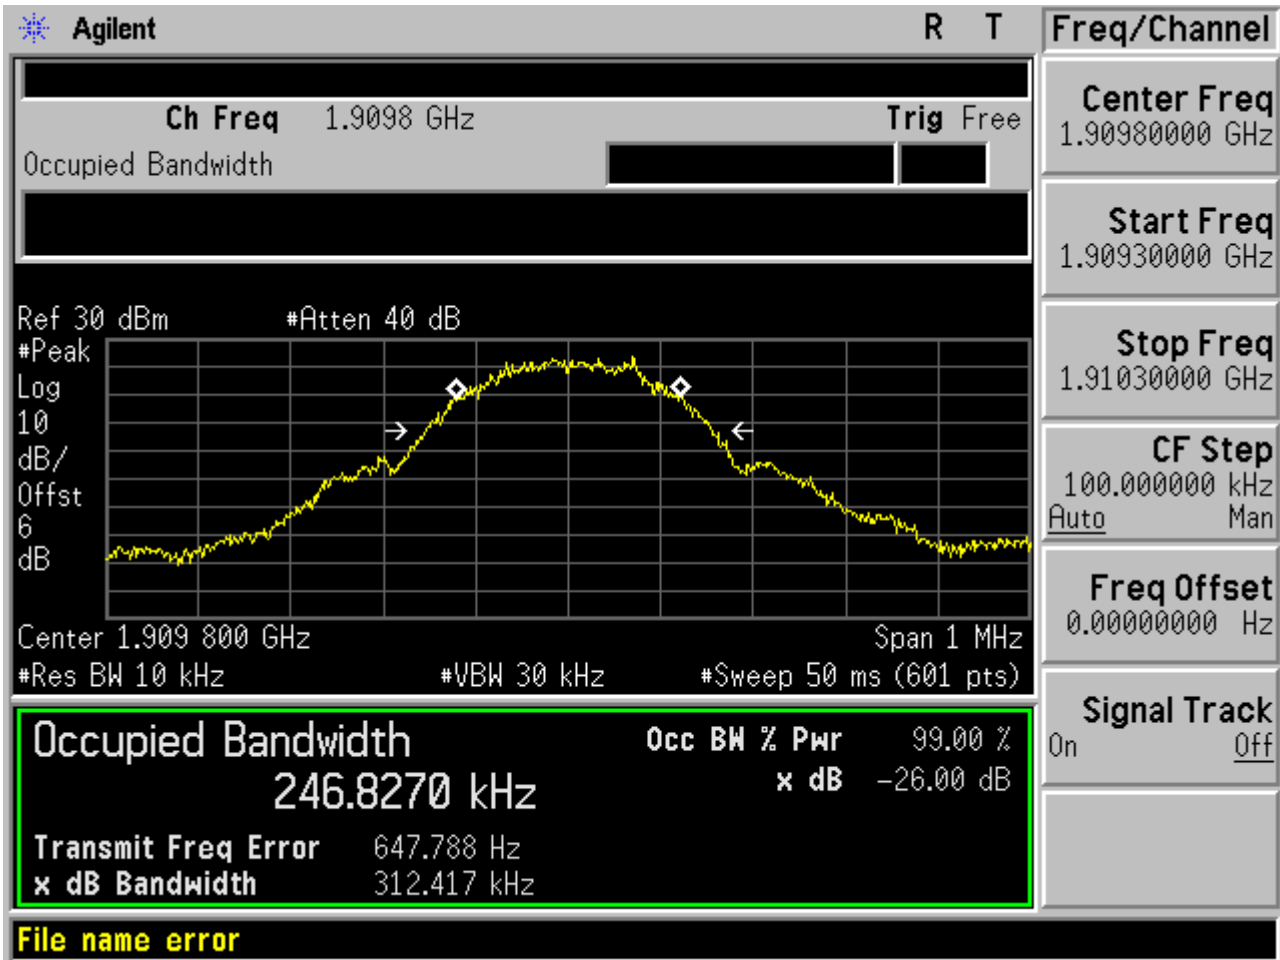 Agilent R T
Freq/Channel
Ch Freq 1.9098 GHz Trig Free
Occupied Bandwidth
Center Freq
1.90980000 GHz
Start Freq
1.90930000 GHz
Stop Freq
1.91030000 GHz
CF Step
100.000000 kHz
Auto Man
Freq Offset
0.00000000 Hz
Signal Track
On Off
Ref 30 dBm #Atten 40 dB
#Peak
Log
10
dB/
Offst
6
dB
Center 1.909 800 GHz Span 1 MHz
#Res BW 10 kHz #VBW 30 kHz #Sweep 50 ms (601 pts)
Occupied Bandwidth Occ BW % Pwr 99.00 %
246.8270 kHz x dB -26.00 dB
Transmit Freq Error 647.788 Hz
x dB Bandwidth 312.417 kHz
File name error